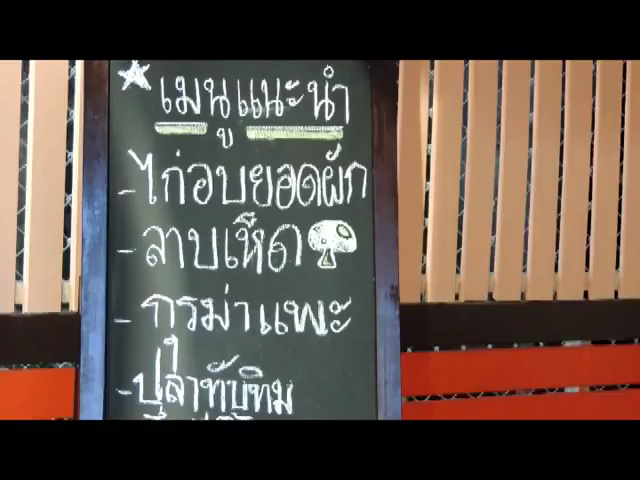 เมนูแนะนำ
- ไก่อบยอดผัก
- ลาบเห็ด
- กรม่าแพะ
- ปูลาทับทิม